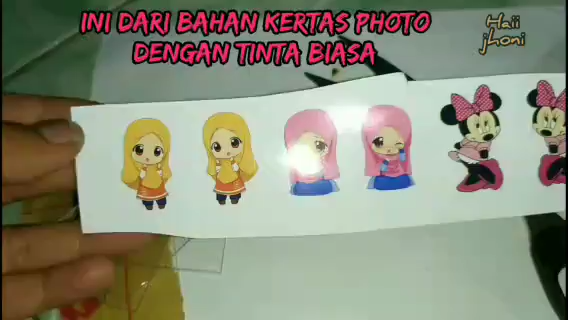 INI DARI BAHAN KERTAS PHOTO
DENGAN TINTA BIASA
Haii
jhoni